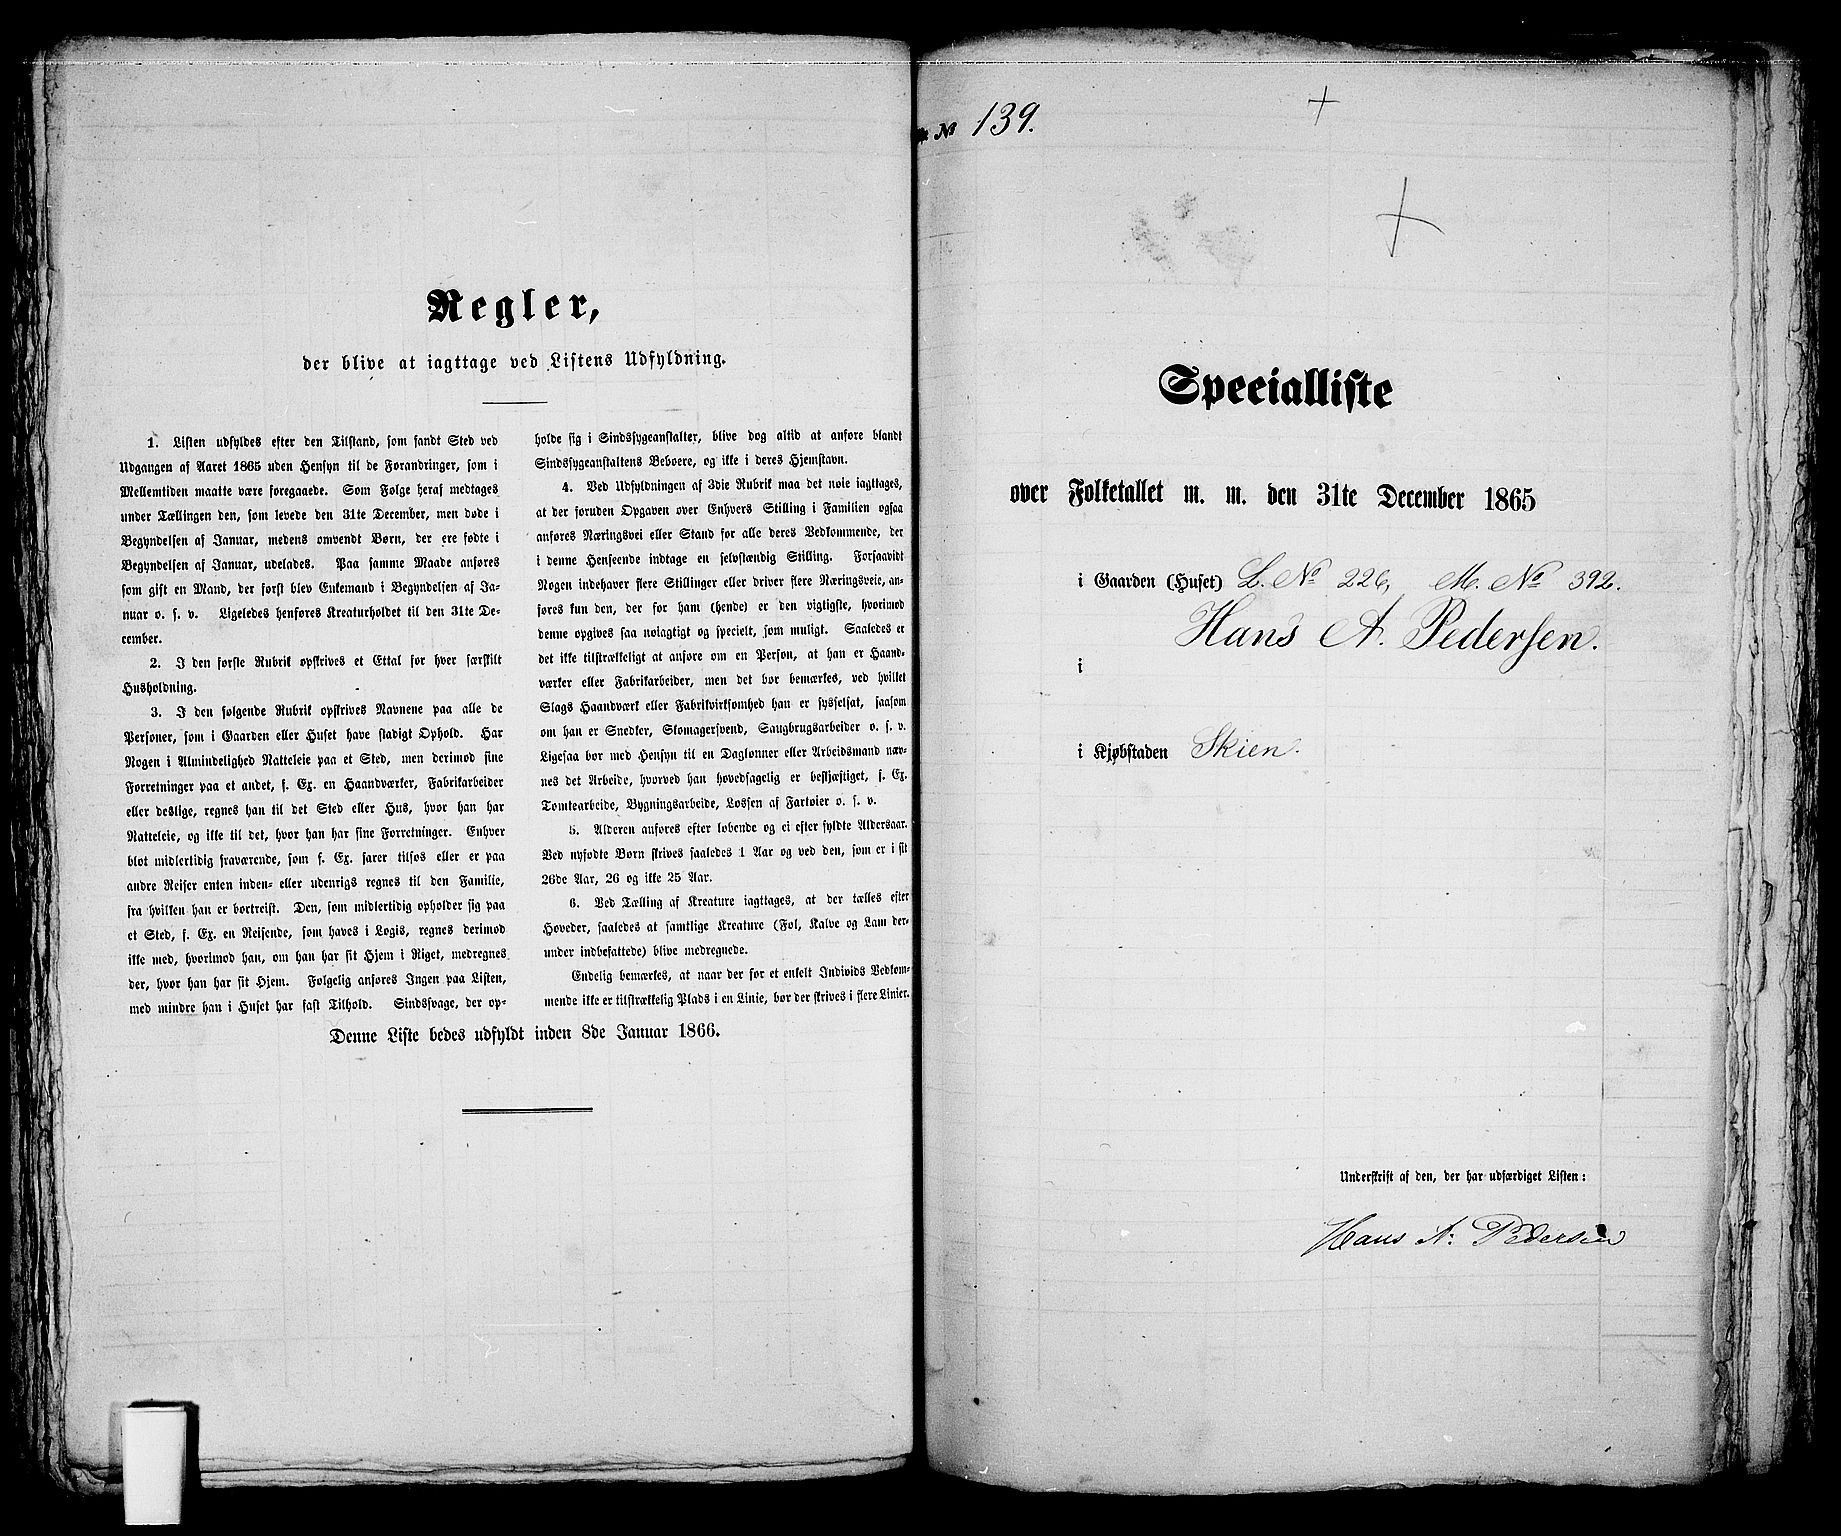 Regler,
der blive at iagttage ved Listens Udfyldning.
1. Listen udfyldes efter den Tilstand, som fandt Sted ved
Udgangen af Aaret 1865 uden Hensyn til de Forandringer, som i
Mellemtiden maatte være foregaaede. Som Følge heraf medtages
under Tællingen den, som levede den 31te December, men døde i
Begyndelsen af Januar, medens omvendt Børn, der ere fødte i
Begyndelsen af Januar, udelades. Paa samme Maade anføres
som gift en Mand, der først blev Enkemand i Begyndelsen af Ja-
nuar o. s. v. Ligeledes henføres Kreaturholdet til den 31te De-
cember.
2. I den første Rubrik opskrives et Ettal for hver særskilt
Husholdning.
3. I den følgende Rubrik opskrives Navnene paa alle de
Personer, som i Gaarden eller Huset have stadigt Ophold. Har
Nogen i Almindelighed Natteleie paa et Sted, men derimod sine
Forretninger paa et andet, f. Ex. en Haandværker, Fabrikarbeider
eller deslige, regnes han til det Sted eller Hus, hvor han har
Natteleie, og ikke til det, hvor han har sine Forretninger. Enhver
blot midlertidig fraværende, som f. Ex. farer tilsøs eller er paa
andre Reiser enten inden- eller udenrigs regnes til den Familie,
fra hvilken han er bortreist. Den, som midlertidig opholder sig paa
et Sted, f. Ex. en Reisende, som haves i Logis, regnes derimod
ikke med, hvorimod han, om han har sit Hjem i Riget, medregnes
der, hvor han har sit Hjem. Følgelig anføres Ingen paa Listen,
med mindre han i Huset har fast Tilhold. Sindssvage, der op-
holde sig i Sindssygeanstalter, blive dog altid at anføre blandt
Sindssygeanstaltens Beboere, og ikke i deres Hjemstavn.
4. Ved Udfyldningen af 3die Rubrik maa det nøie iagttages,
at der foruden Opgaven over Enhvers Stilling i Familien ogsaa
anføres Næringsvei eller Stand for alle deres Vedkommende, der
i denne Henseende indtage en selvstændig Stilling. Forsaavidt
Nogen indehaver flere Stillinger eller driver flere Næringsveie, an-
føres kun den, der for ham (hende) er den vigtigste, hvorimod
denne opgives saa nøiagtigt og specielt, som muligt. Saaledes er
det ikke tilstrækkeligt at anføre om en Person, at han er Haand-
værker eller Fabrikarbeider, men det bør bemærkes, ved hvilket
Slags Haandværk eller Fabrikvirksomhed han er sysselsat, saasom
om han er Snedker, Skomagersvend, Saugbrugsarbeider o. s. v.
Ligesaa bør med Hensyn til en Daglønner eller Arbeidsmand næv-
nes det Arbeide, hvorved han hovedsagelig er beskjæftiget, f. Ex.
Tomtearbeide, Bygningsarbeide, Lossen af Fartøier o. s. v.
5. Alderen anføres efter løbende og ei efter fyldte Aldersaar.
Ved nyfødte Børn skrives saaledes 1 Aar og ved den, som er i sit
26de Aar, 26 og ikke 25 Aar.
6. Ved Tælling af Kreature iagttages, at der tælles efter
Hoveder, saaledes at samtlige Kreature (Føl, Kalve og Lam der-
under indbefattede) blive medregnede.
Endelig bemærkes, at naar der for et enkelt Individs Vedkom-
mende ikke er tilstrækkelig Plads i en Linie, bør der skrives i flere Linier.
Denne Liste bedes udfyldt inden 8de Januar 1866.
№ 139.
Specialliste
over Folketallet m. m. den 31te December 1865
i Gaarden (Huset) L. No 226, M. No 392.
Hans A. Pedersen.
i
i Kjøbstaden Skien.
Underskrift af den, der har udfærdiget Listen:
Hans A: Pedersen